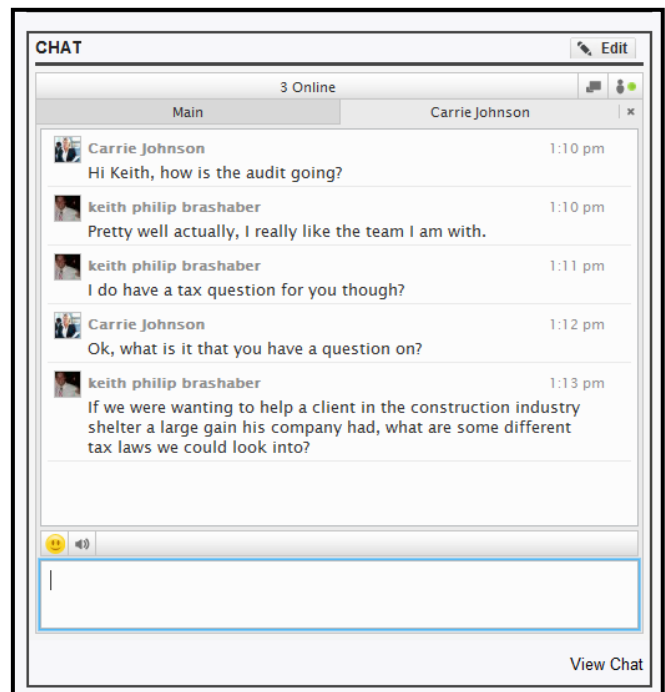 CHAT
Edit
3 Online
Main
Carrie Johnson
Carrie Johnson
1:10 pm
Hi Keith, how is the audit going?
keith philip brashaber
1:10 pm
Pretty well actually, I really like the team I am with.
keith philip brashaber
1:11 pm
I do have a tax question for you though?
Carrie Johnson
1:12 pm
Ok, what is it that you have a question on?
keith philip brashaber
1:13 pm
If we were wanting to help a client in the construction industry
shelter a large gain his company had, what are some different
tax laws we could look into?
View Chat